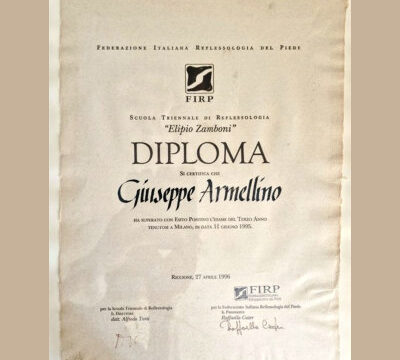 Federazione Italiana Reflessologia del Piede
FIRP
Scuola Triennale di Reflessologia
"Elipio Zamboni"
DIPLOMA
Si certifica che
Giuseppe Armellino
ha superato con Esito Positivo l'esame del Terzo Anno
tenutosi a Milano, in data 11 giugno 1995.
Riccione, 27 aprile 1996
FIRP
per la Scuola Triennale di Reflessologia
il Direttore
dott. Alfredo
per la Federazione Italiana Reflessologia del Piede
il Presidente
Raffaella
Raffaella